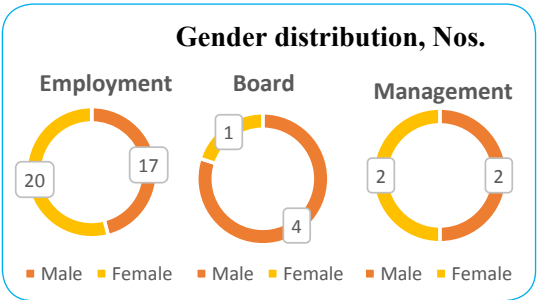 Gender distribution, Nos.
Employment
20
17
Male Female
Board
1
4
Male Female
Management
2
2
Male Female